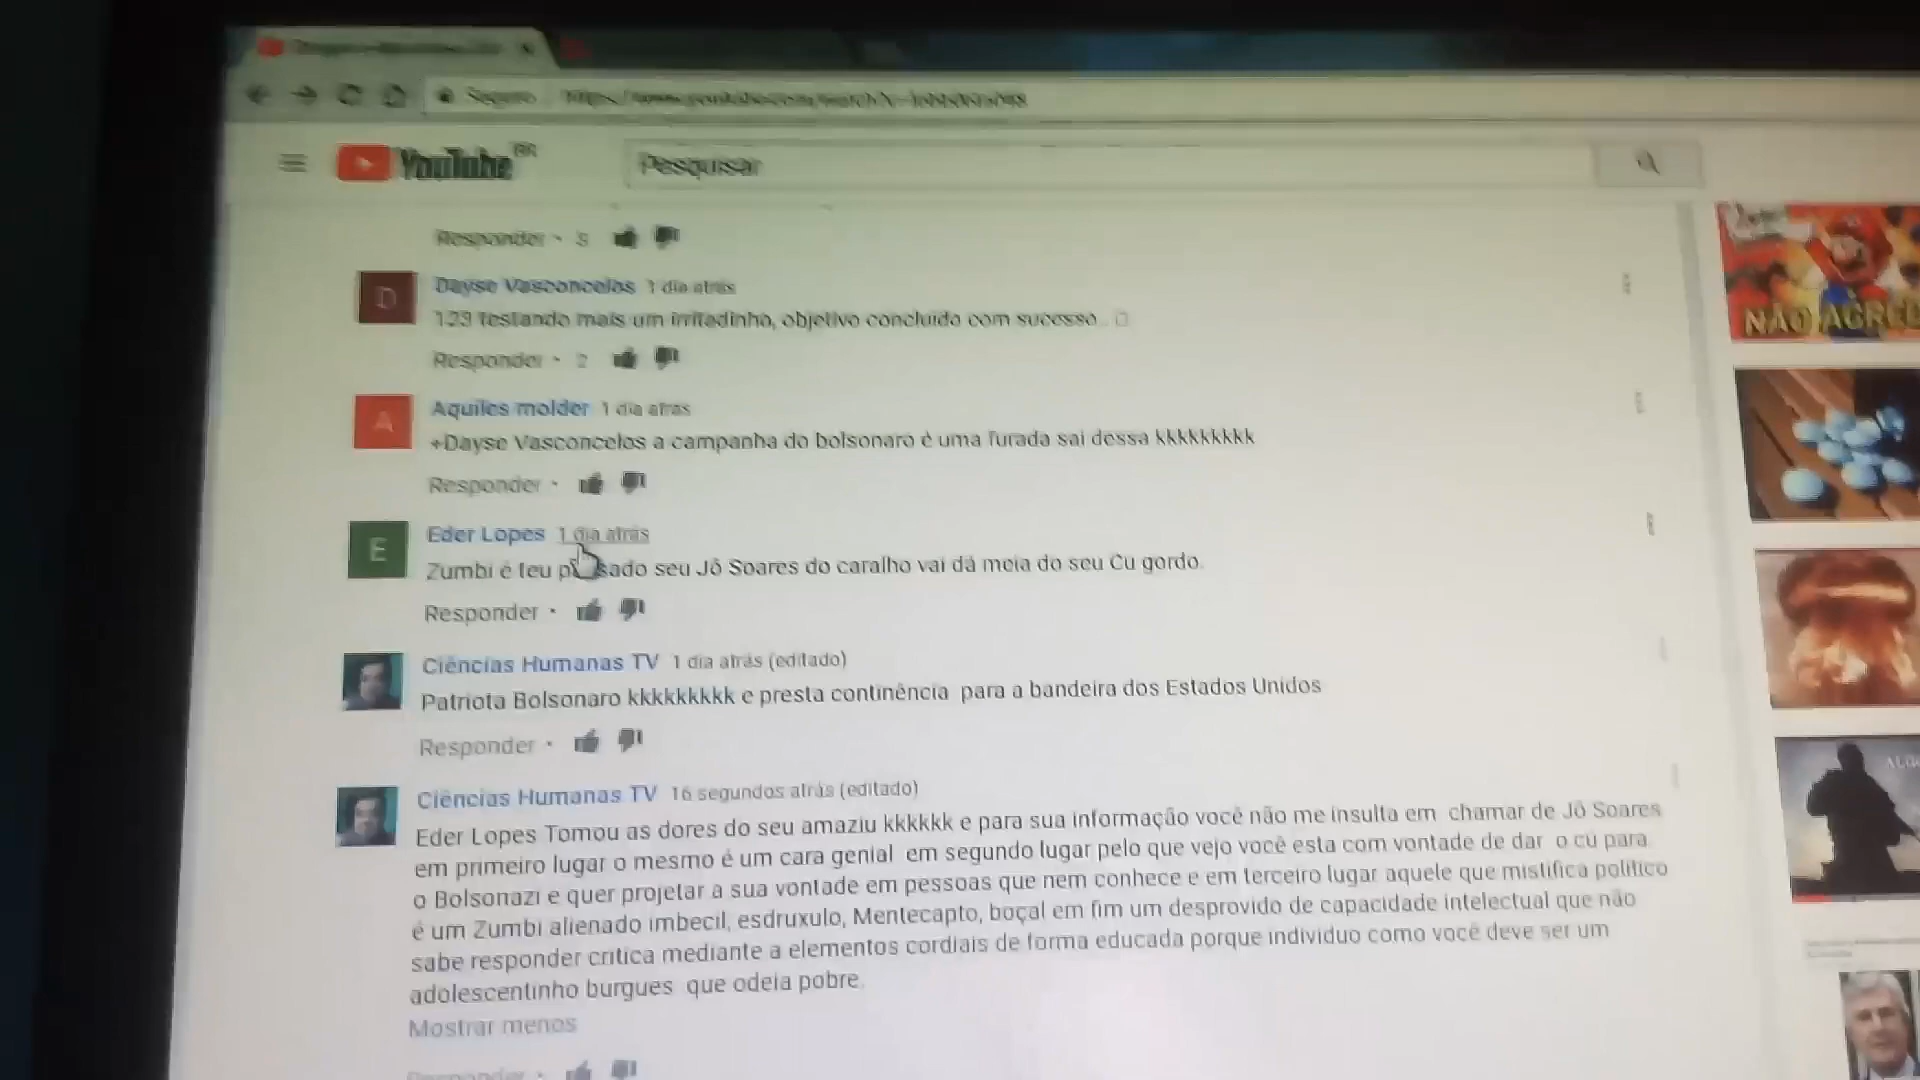 Seguro
YouTube BR
Pesquisar
Responder · 3
D
Dayse Vasconcelos 1 dia atrás
123 testando mais um irritadinho, objetivo concluído com sucesso..
Responder · 2
A
Aquiles molder 1 dia atrás
+Dayse Vasconcelos a campanha do bolsonaro é uma furada sai dessa kkkkkkkkk
Responder ·
E
Eder Lopes 1 dia atrás
Zumbi é teu seu Jô Soares do caralho vai dá meia do seu Cu gordo.
Responder ·
Ciências Humanas TV 1 dia atrás (editado)
Patriota Bolsonaro kkkkkkkkk e presta continência para a bandeira dos Estados Unidos
Responder ·
Ciências Humanas TV 16 segundos atrás (editado)
Eder Lopes Tomou as dores do seu amaziu kkkkkk e para sua informação você não me insulta em chamar de Jô Soares
em primeiro lugar o mesmo é um cara genial em segundo lugar pelo que vejo você esta com vontade de dar o cú para
o Bolsonazi e quer projetar a sua vontade em pessoas que nem conhece e em terceiro lugar aquele que mistifica político
é um Zumbi alienado imbecil, esdruxulo, Mentecapto, boçal em fim um desprovido de capacidade intelectual que não
sabe responder critica mediante a elementos cordiais de forma educada porque individuo como você deve ser um
adolescentinho burgues que odeia pobre.
Mostrar menos
Responder ·
NÃO